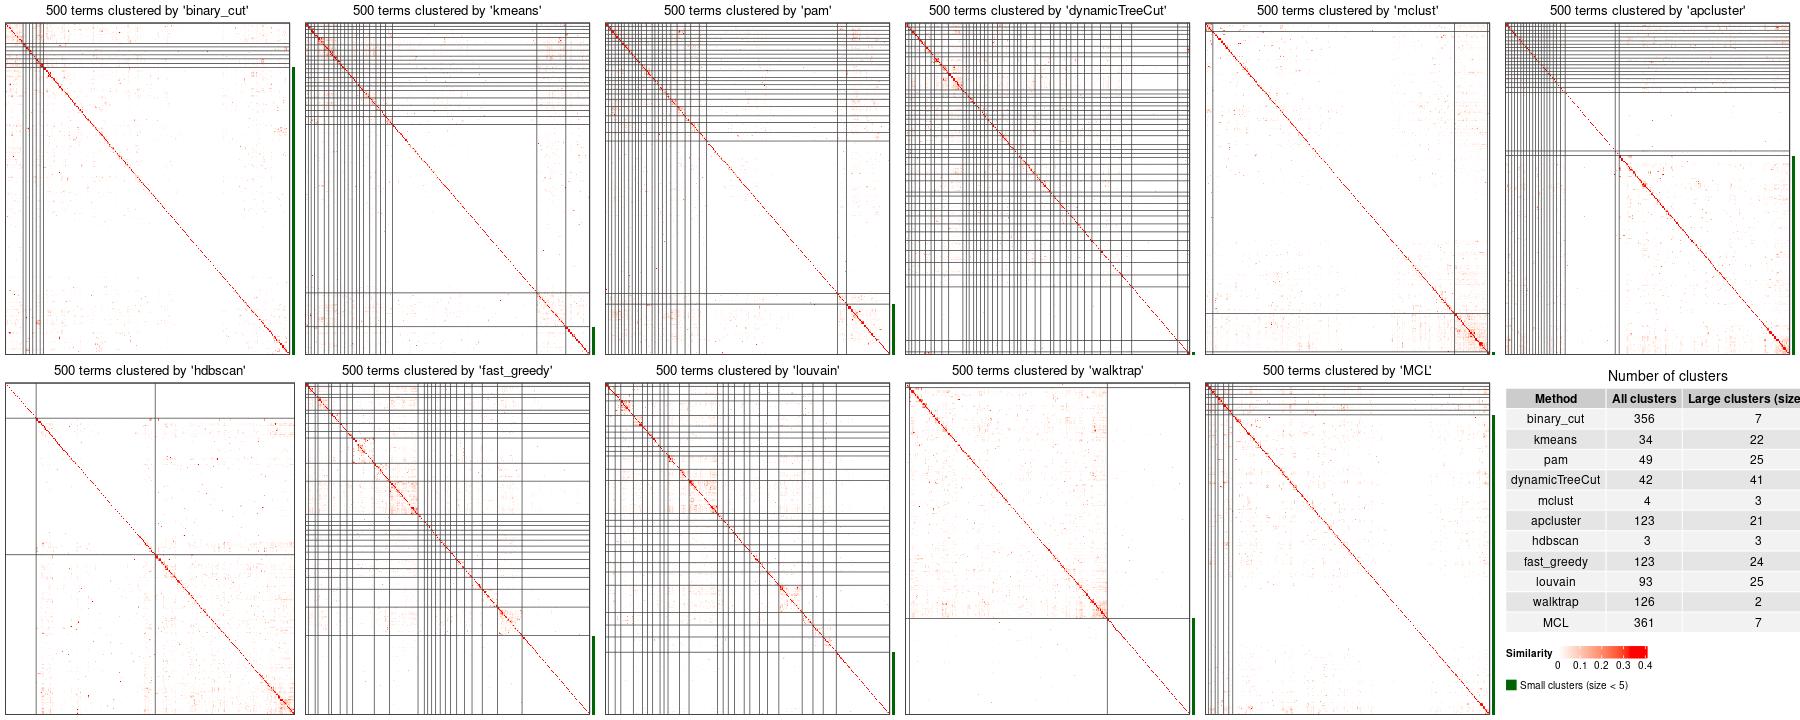 500 terms clustered by 'binary_cut'
500 terms clustered by 'kmeans'
500 terms clustered by 'pam'
500 terms clustered by 'dynamicTreeCut'
500 terms clustered by 'mclust'
500 terms clustered by 'apcluster'
500 terms clustered by 'hdbscan'
500 terms clustered by 'fast_greedy'
500 terms clustered by 'louvain'
500 terms clustered by 'walktrap'
500 terms clustered by 'MCL'
Number of clusters
Method All clusters Large clusters (size
binary_cut 356 7
kmeans 34 22
pam 49 25
dynamicTreeCut 42 41
mclust 4 3
apcluster 123 21
hdbscan 3 3
fast_greedy 123 24
louvain 93 25
walktrap 126 2
MCL 361 7
Similarity
0 0.1 0.2 0.3 0.4
Small clusters (size < 5)